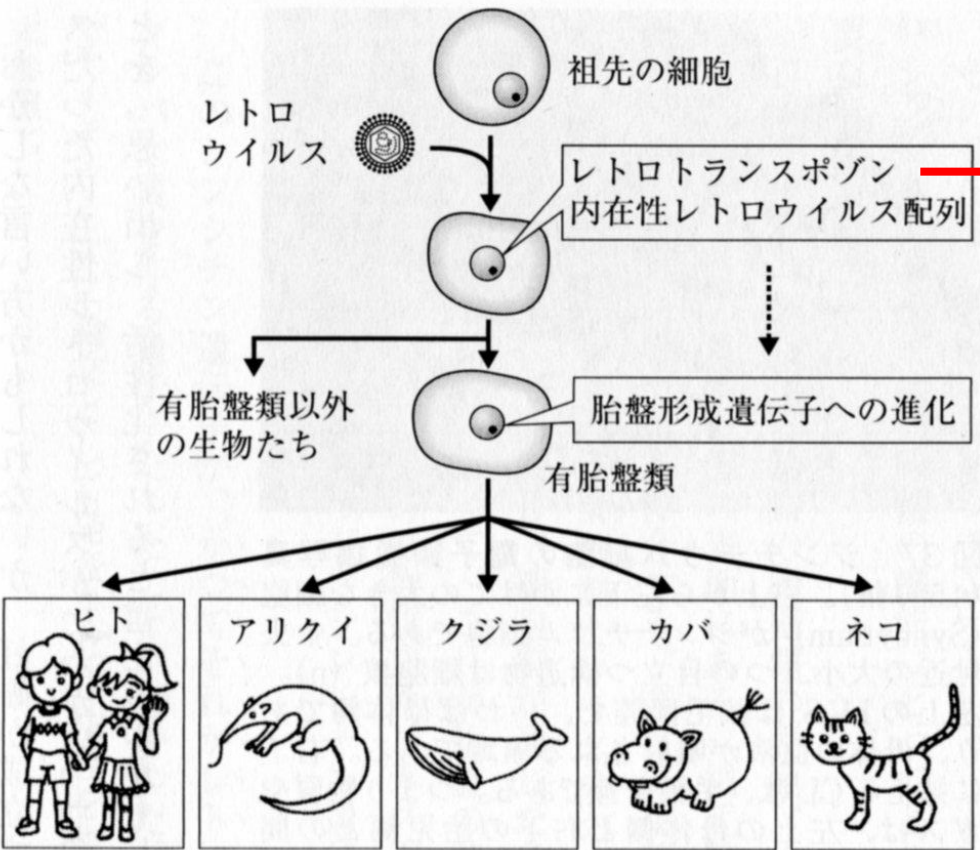 祖先の細胞
レトロ
ウイルス
レトロトランスポゾン
内在性レトロウイルス配列
有胎盤類以外
の生物たち
胎盤形成遺伝子への進化
有胎盤類
ヒト
アリクイ
クジラ
カバ
ネコ